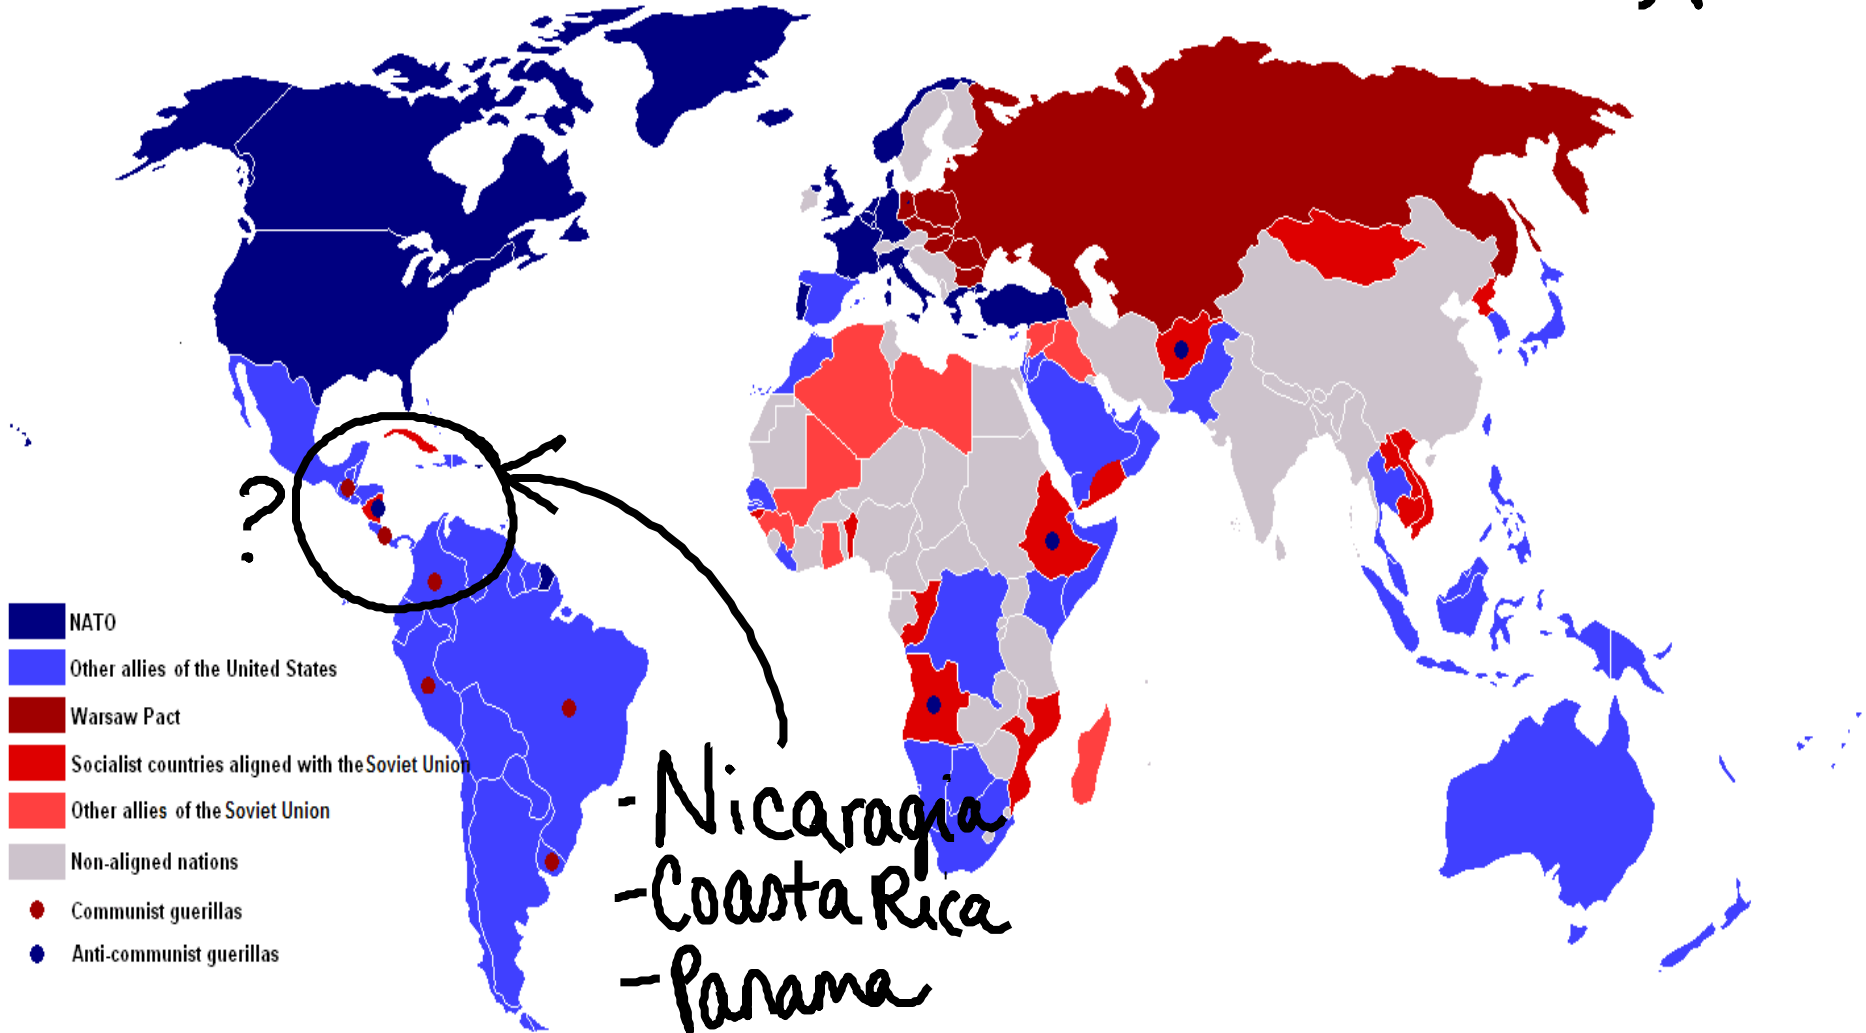 ?
NATO
Other allies of the United States
Warsaw Pact
Socialist countries aligned with the Soviet Union
Other allies of the Soviet Union
Non-aligned nations
Communist guerillas
Anti-communist guerillas
- Nicaragia
- Coasta Rica
- Panama